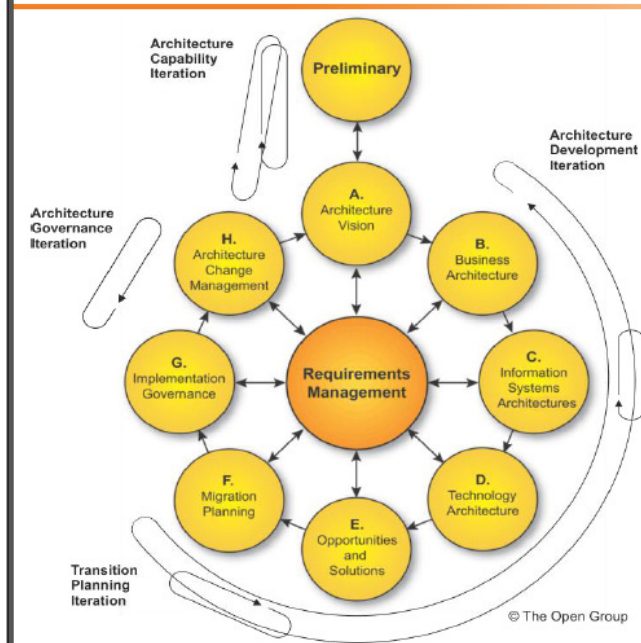 Architecture
Capability
Iteration
Preliminary
Architecture
Development
Iteration
A.
Architecture
Vision
Architecture
Governance
Iteration
H.
Architecture
Change
Management
B.
Business
Architecture
G.
Implementation
Governance
Requirements
Management
C.
Information
Systems
Architectures
F.
Migration
Planning
D.
Technology
Architecture
E.
Opportunities
and
Solutions
Transition
Planning
Iteration
© The Open Group